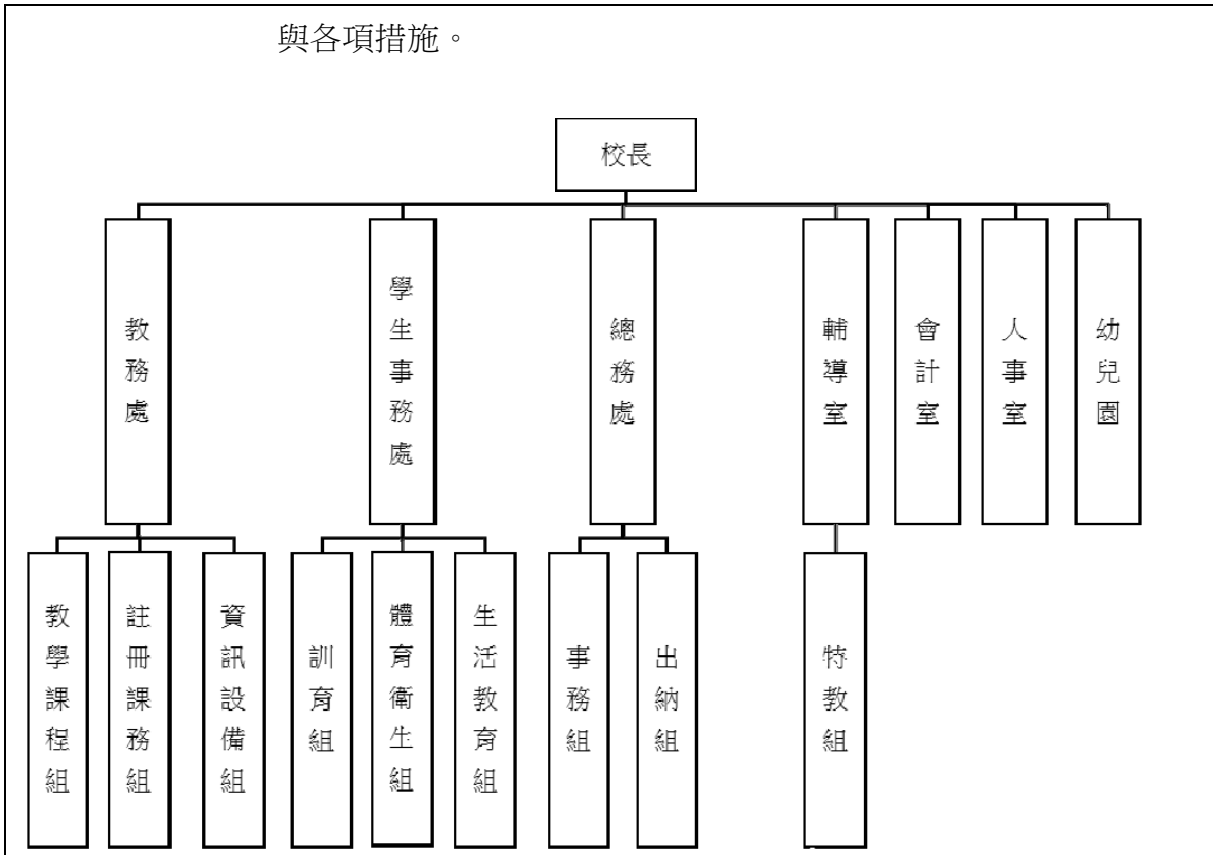 與各項措施。
校長
教務處
學生事務處
總務處
輔導室
會計室
人事室
幼兒園
教學課程組
註冊課務組
資訊設備組
訓育組
體育衛生組
生活教育組
事務組
出納組
特教組